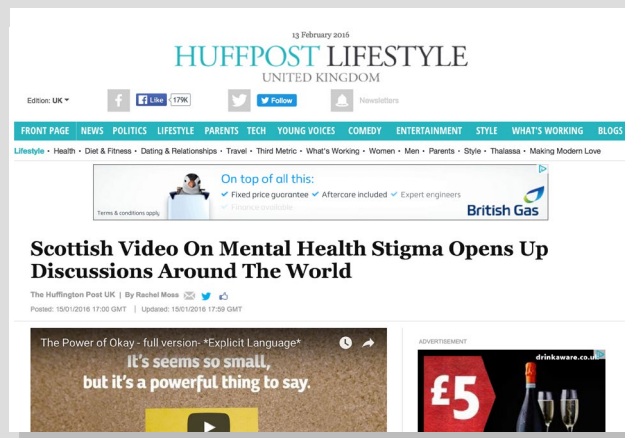 13 February 2016
HUFFPOST LIFESTYLE
UNITED KINGDOM
Edition: UK
Like 179K
Follow
Newsletters
FRONT PAGE NEWS POLITICS LIFESTYLE PARENTS TECH YOUNG VOICES COMEDY ENTERTAINMENT STYLE WHAT'S WORKING BLOGS
Lifestyle • Health • Diet & Fitness • Dating & Relationships • Travel • Third Metric • What's Working • Women • Men • Parents • Style • Thalassa • Making Modern Love
On top of all this:
✓ Fixed price guarantee ✓ Aftercare included ✓ Expert engineers
✓ Finance available
Terms & conditions apply
British Gas
Scottish Video On Mental Health Stigma Opens Up
Discussions Around The World
The Huffington Post UK | By Rachel Moss
Posted: 15/01/2016 17:00 GMT | Updated: 15/01/2016 17:59 GMT
The Power of Okay - full version- *Explicit Language*
It's seems so small,
but it's a powerful thing to say.
ADVERTISEMENT
drinkaware.co.uk
£5